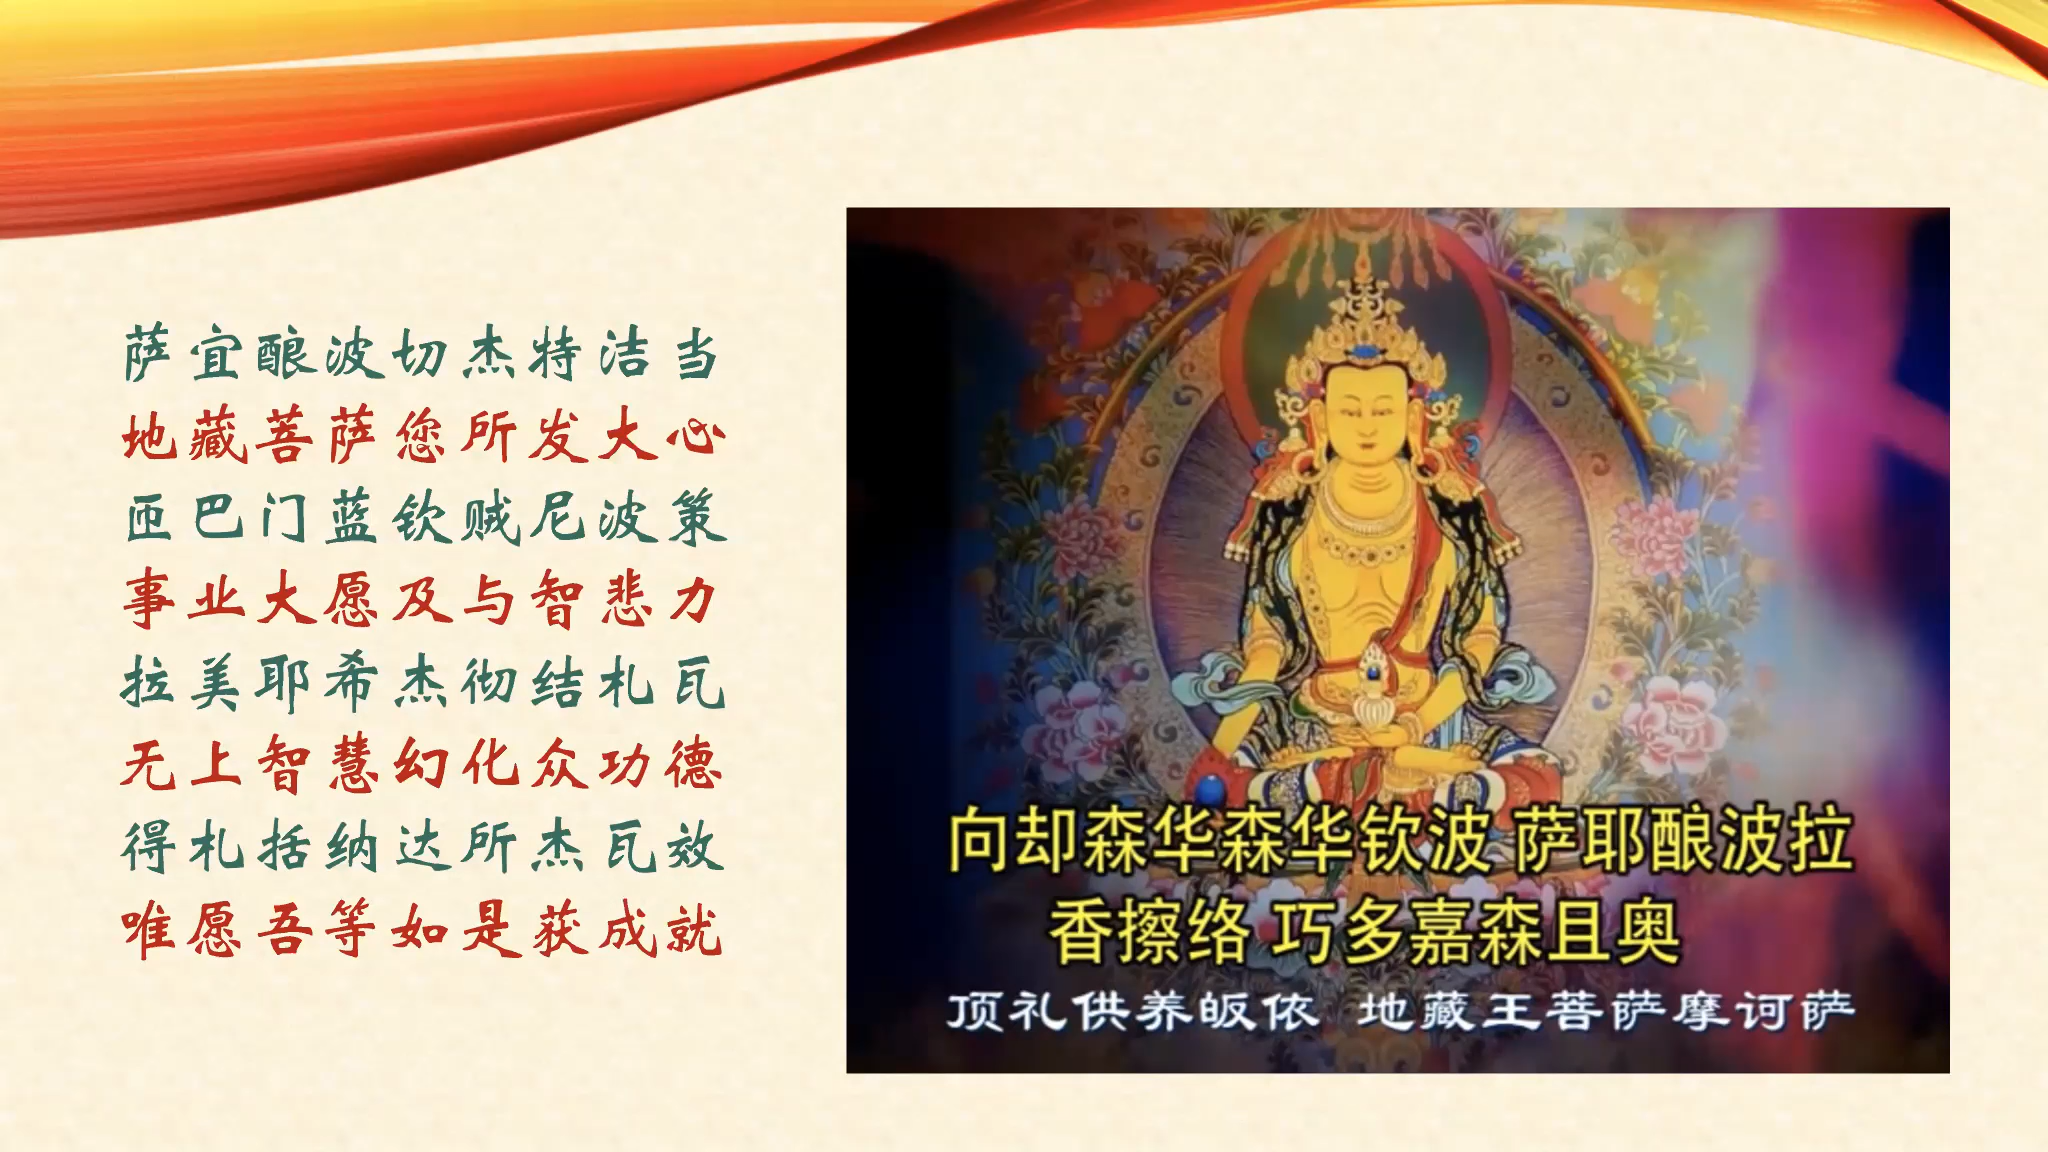 萨宜酿波切杰特洁当
地藏菩萨您所发大心
匝巴门蓝钦贼尼波策
事业大愿及与智悲力
拉美耶希杰彻结札瓦
无上智慧幻化众功德
得札括纳达所杰瓦效
唯愿吾等如是获成就
向却森华森华钦波 萨耶酿波拉
香擦络 巧多嘉森且奥
顶礼供养皈依 地藏王菩萨摩诃萨